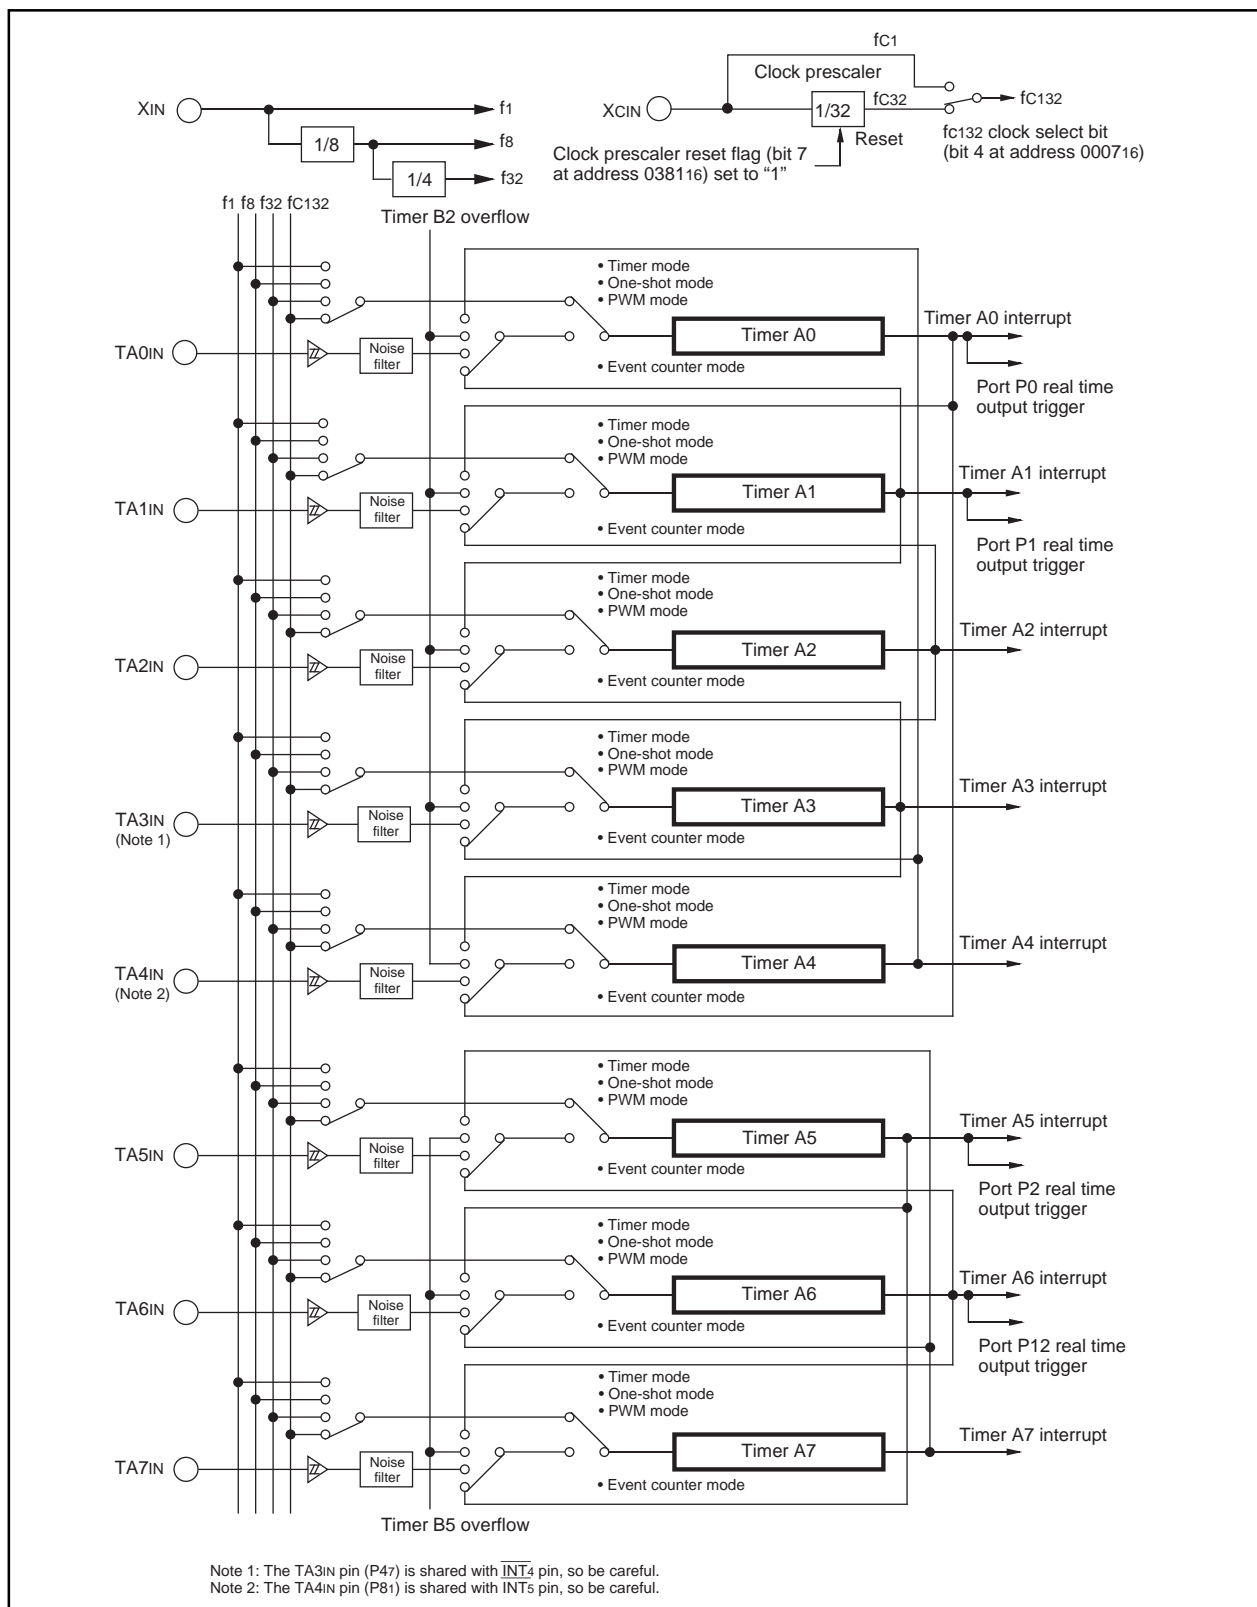 fC1
Clock prescaler
XIN
f1
XCIN
1/32
fC32
fC132
1/8
f8
Reset
fC132 clock select bit
(bit 4 at address 000716)
Clock prescaler reset flag (bit 7
at address 038116) set to “1”
1/4
f32
f1 f8 f32 fC132
Timer B2 overflow
• Timer mode
• One-shot mode
• PWM mode
Timer A0
Timer A0 interrupt
TA0IN
Noise
filter
• Event counter mode
Port P0 real time
output trigger
• Timer mode
• One-shot mode
• PWM mode
Timer A1
Timer A1 interrupt
TA1IN
Noise
filter
• Event counter mode
Port P1 real time
output trigger
• Timer mode
• One-shot mode
• PWM mode
Timer A2
Timer A2 interrupt
TA2IN
Noise
filter
• Event counter mode
• Timer mode
• One-shot mode
• PWM mode
Timer A3
Timer A3 interrupt
TA3IN
(Note 1)
Noise
filter
• Event counter mode
• Timer mode
• One-shot mode
• PWM mode
Timer A4
Timer A4 interrupt
TA4IN
(Note 2)
Noise
filter
• Event counter mode
• Timer mode
• One-shot mode
• PWM mode
Timer A5
Timer A5 interrupt
TA5IN
Noise
filter
• Event counter mode
Port P2 real time
output trigger
• Timer mode
• One-shot mode
• PWM mode
Timer A6
Timer A6 interrupt
TA6IN
Noise
filter
• Event counter mode
Port P12 real time
output trigger
• Timer mode
• One-shot mode
• PWM mode
Timer A7
Timer A7 interrupt
TA7IN
Noise
filter
• Event counter mode
Timer B5 overflow
Note 1: The TA3IN pin (P47) is shared with INT4 pin, so be careful.
Note 2: The TA4IN pin (P81) is shared with INT5 pin, so be careful.